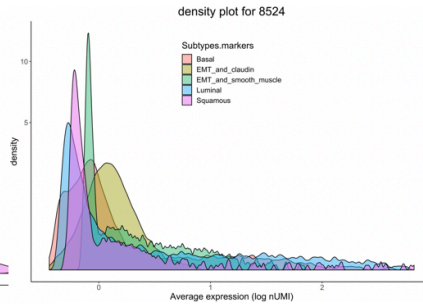 density plot for 8524
Subtypes.markers
Basal
EMT_and_claudin
EMT_and_smooth_muscle
Luminal
Squamous
10
5
density
0 1 2
Average expression (log nUMI)